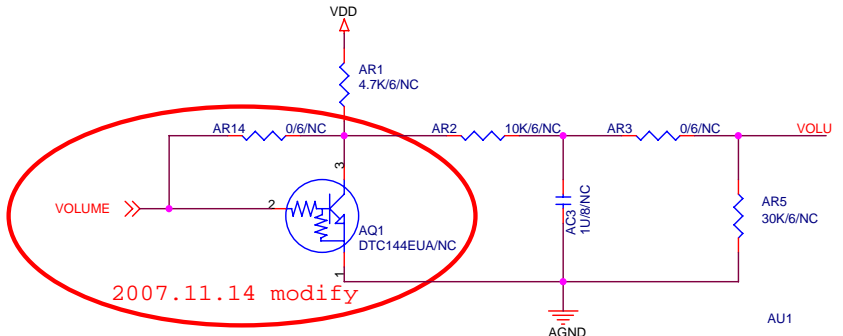 VDD
AR1
4.7K/6/NC
AR14
0/6/NC
AR2
10K/6/NC
AR3
0/6/NC
VOLU
3
VOLUME
2
AQ1
DTC144EUA/NC
AC3
1U/8/NC
AR5
30K/6/NC
1
2007.11.14 modify
AGND
AU1